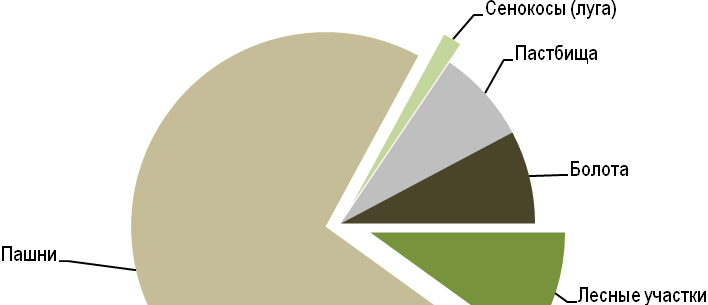 Сенокосы (луга)
Пастбища
Болота
Пашни
Лесные участки